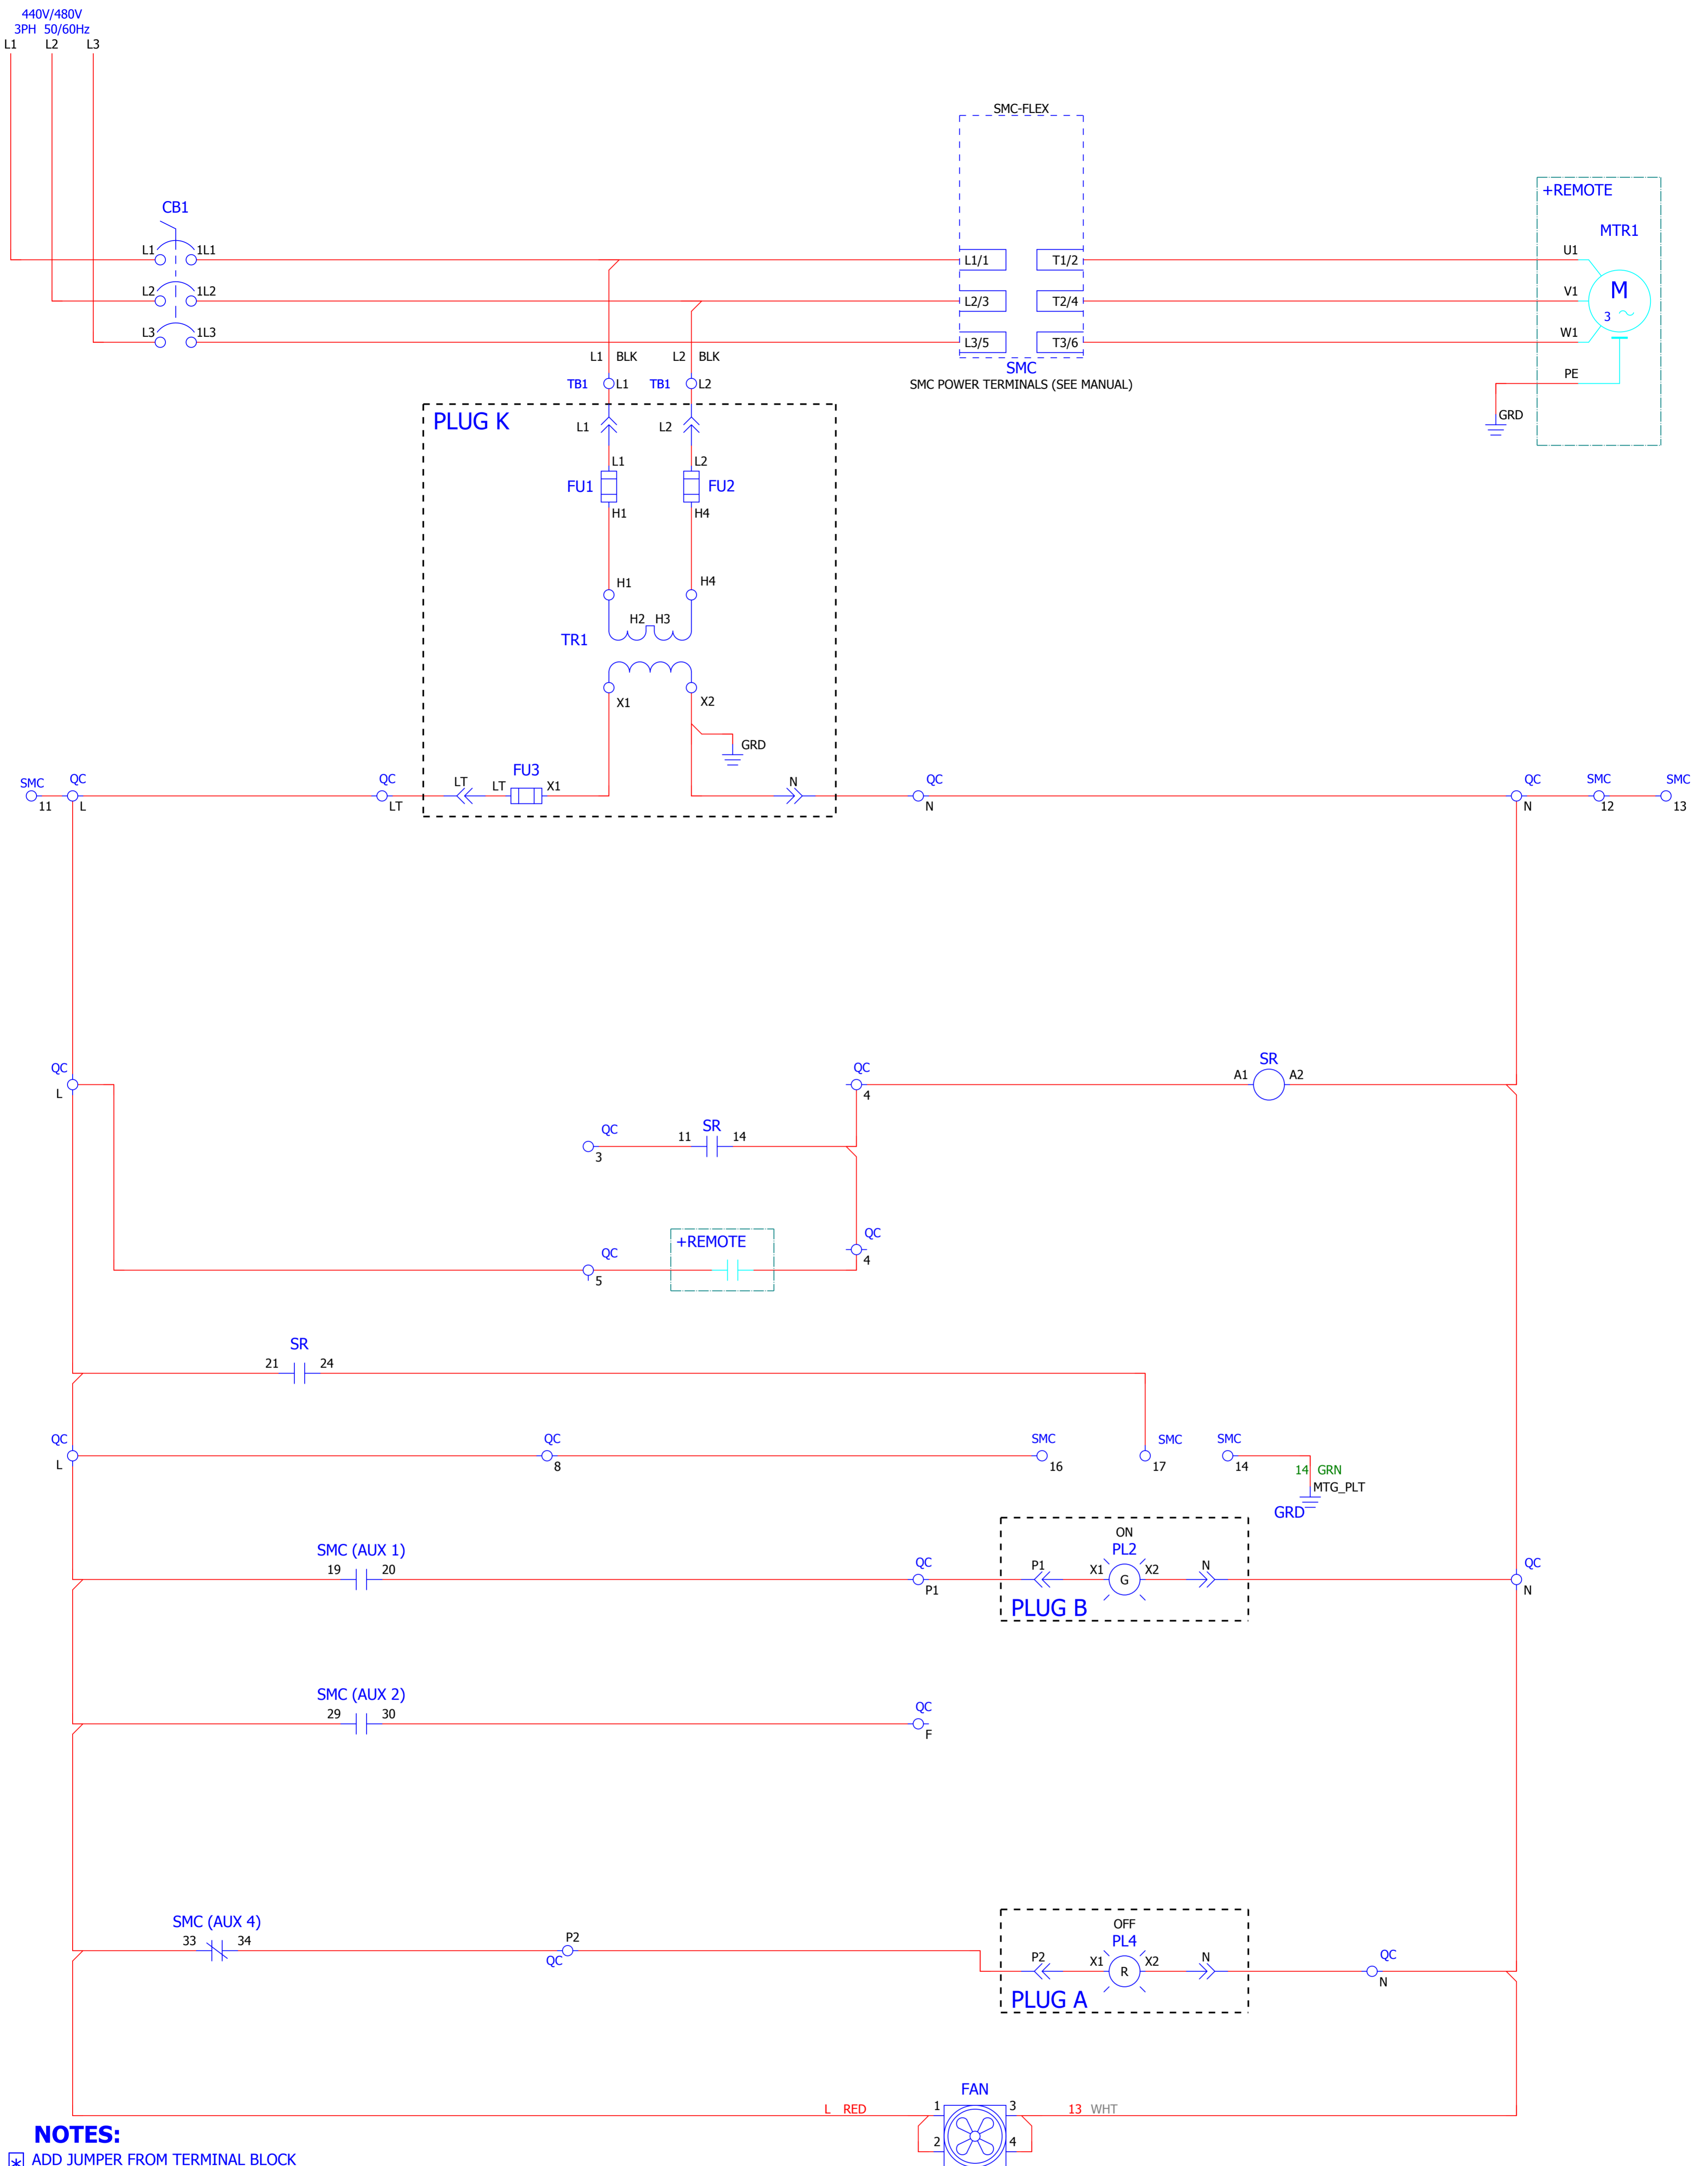 440V/480V
3PH 50/60Hz
L1 L2 L3
SMC-FLEX
CB1
+REMOTE
MTR1
L1 1L1 L1/1 T1/2 U1
L2 1L2 L2/3 T2/4 V1 M
3
L3 1L3 L3/5 T3/6 W1
L1 BLK L2 BLK
SMC
SMC POWER TERMINALS (SEE MANUAL)
PE
TB1 L1 TB1 L2
GRD
PLUG K
L1 L2
L1 L2
FU1 FU2
H1 H4
H1 H4
H2 H3
TR1
X1 X2
GRD
SMC QC QC LT LT FU3 X1 N QC QC SMC SMC
11 L LT N N 12 13
QC QC SR
L 4 A1 A2
QC 11 SR 14
3
QC +REMOTE QC
5 4
SR
21 24
QC QC SMC SMC SMC
L 8 16 17 14
14 GRN
MTG_PLT
GRD
ON
SMC (AUX 1) PL2
19 20 QC P1 X1 G X2 N QC
P1 N
PLUG B
SMC (AUX 2)
29 30 QC
F
OFF
SMC (AUX 4) PL4
33 34 P2 P2 X1 R X2 N QC
QC N
PLUG A
FAN
L RED 1 3 13 WHT
2 4
NOTES:
* ADD JUMPER FROM TERMINAL BLOCK